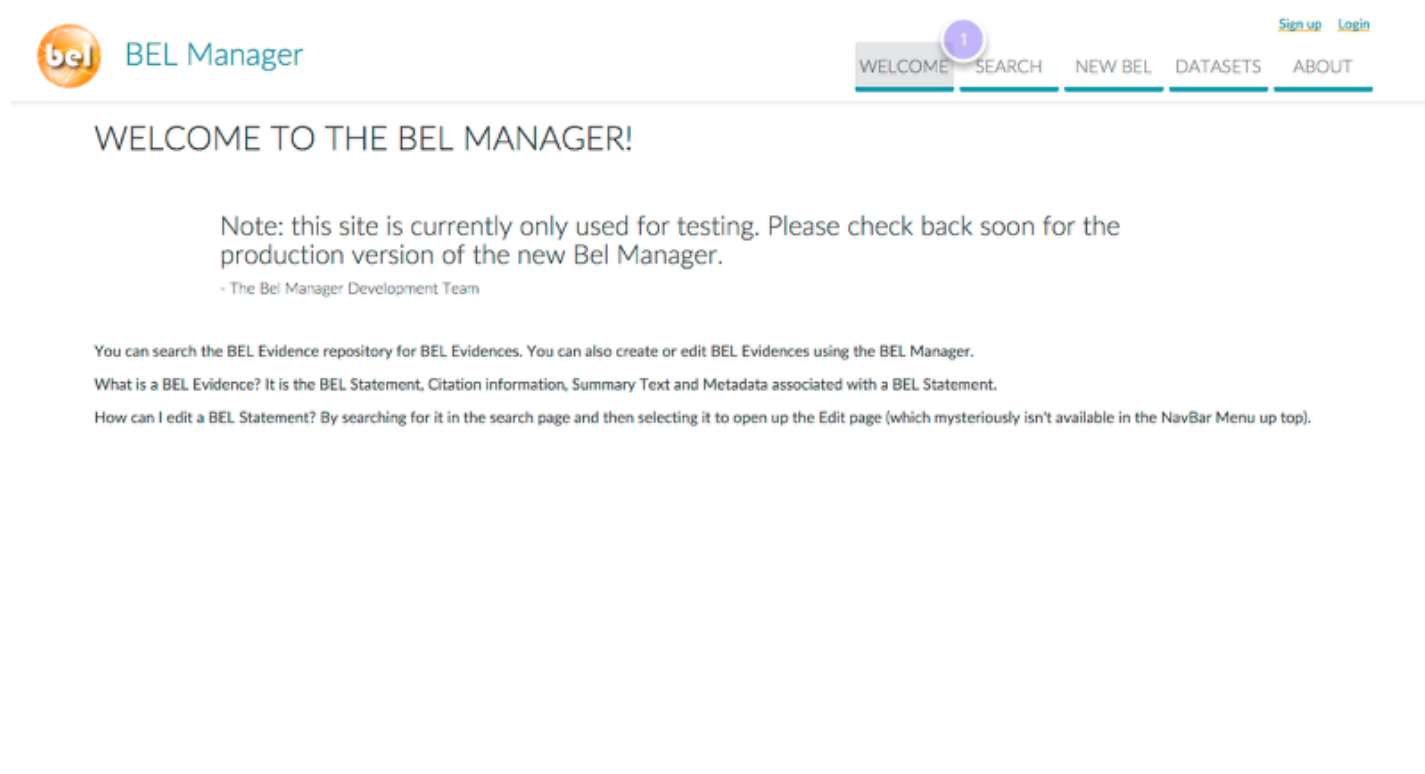 Sign up Login
bel BEL Manager
1
WELCOME SEARCH NEW BEL DATASETS ABOUT
WELCOME TO THE BEL MANAGER!
Note: this site is currently only used for testing. Please check back soon for the
production version of the new Bel Manager.
- The Bel Manager Development Team
You can search the BEL Evidence repository for BEL Evidences. You can also create or edit BEL Evidences using the BEL Manager.
What is a BEL Evidence? It is the BEL Statement, Citation information, Summary Text and Metadata associated with a BEL Statement.
How can I edit a BEL Statement? By searching for it in the search page and then selecting it to open up the Edit page (which mysteriously isn't available in the NavBar Menu up top).